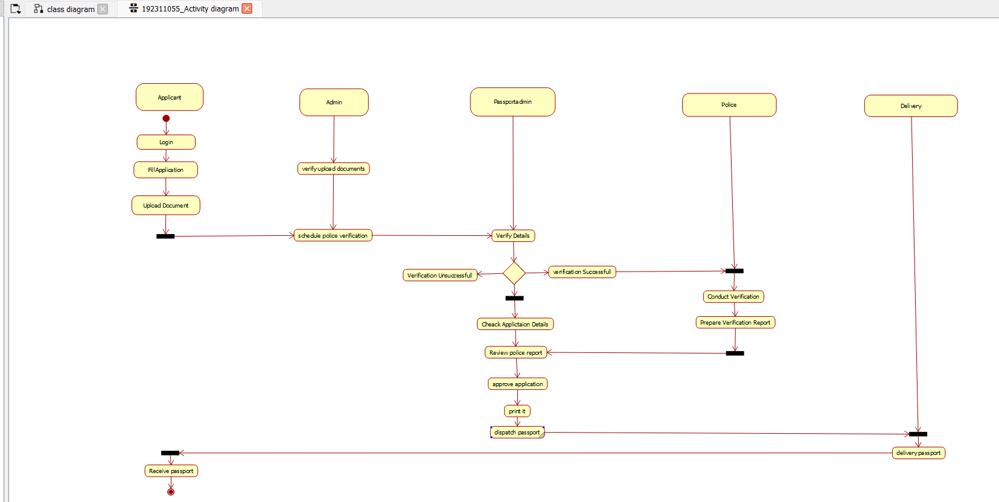 class diagram
192311055_Activity diagram
Applicant
Admin
Passportadmin
Police
Delivery
Login
FillApplication
verify upload documents
Upload Document
schedule police verification
Verify Details
Verification Unsuccessfull
verification Successfull
Conduct Verification
Cheack Applictaion Details
Prepare Verification Report
Review police report
approve application
print it
dispatch passport
delivery passport
Receive passport